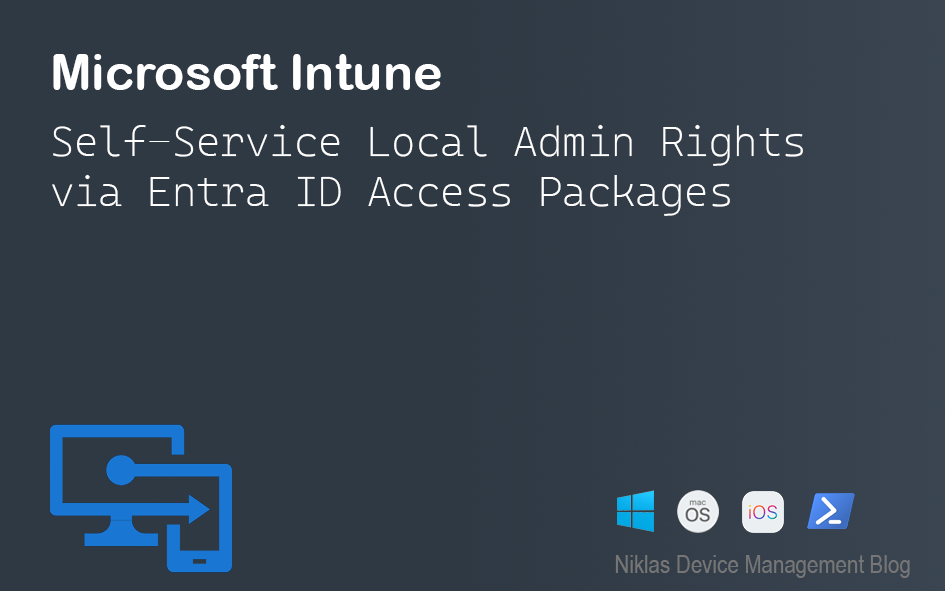 Microsoft Intune
Self-Service Local Admin Rights
via Entra ID Access Packages
mac
OS
iOS
Niklas Device Management Blog